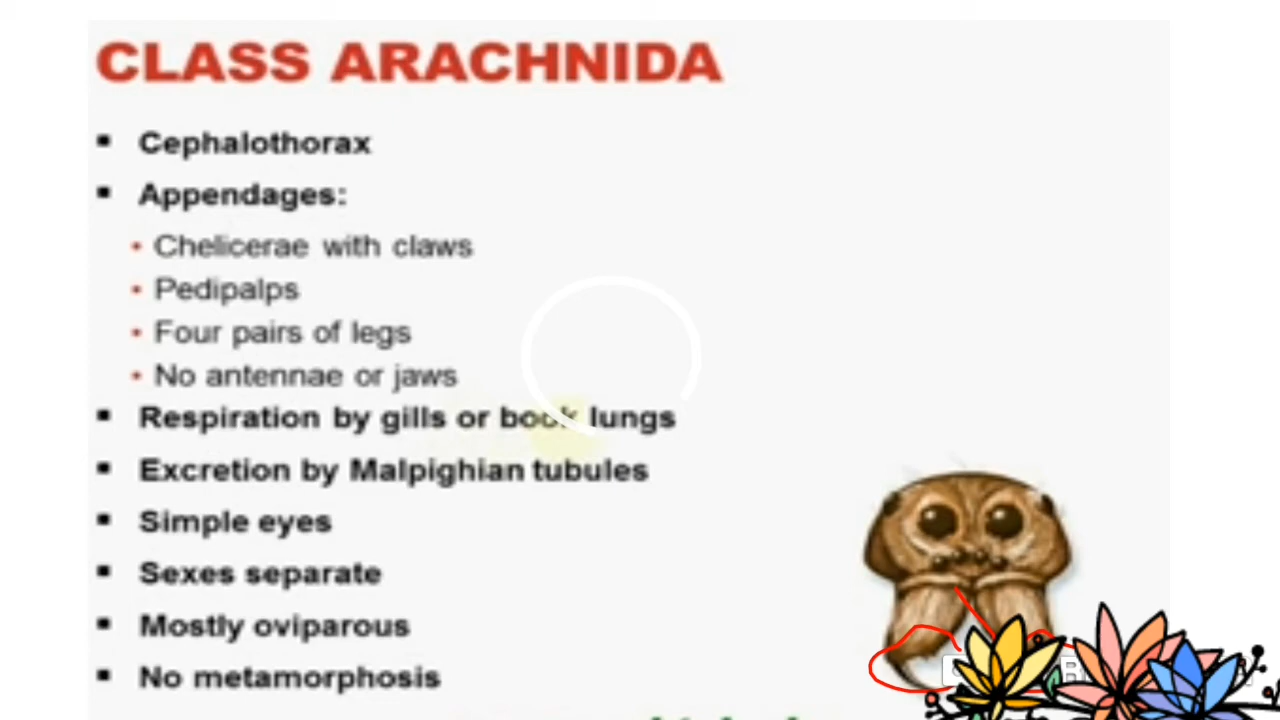 CLASS ARACHNIDA
▪ Cephalothorax
▪ Appendages:
• Chelicerae with claws
• Pedipalps
• Four pairs of legs
• No antennae or jaws
▪ Respiration by gills or book lungs
▪ Excretion by Malpighian tubules
▪ Simple eyes
▪ Sexes separate
▪ Mostly oviparous
▪ No metamorphosis